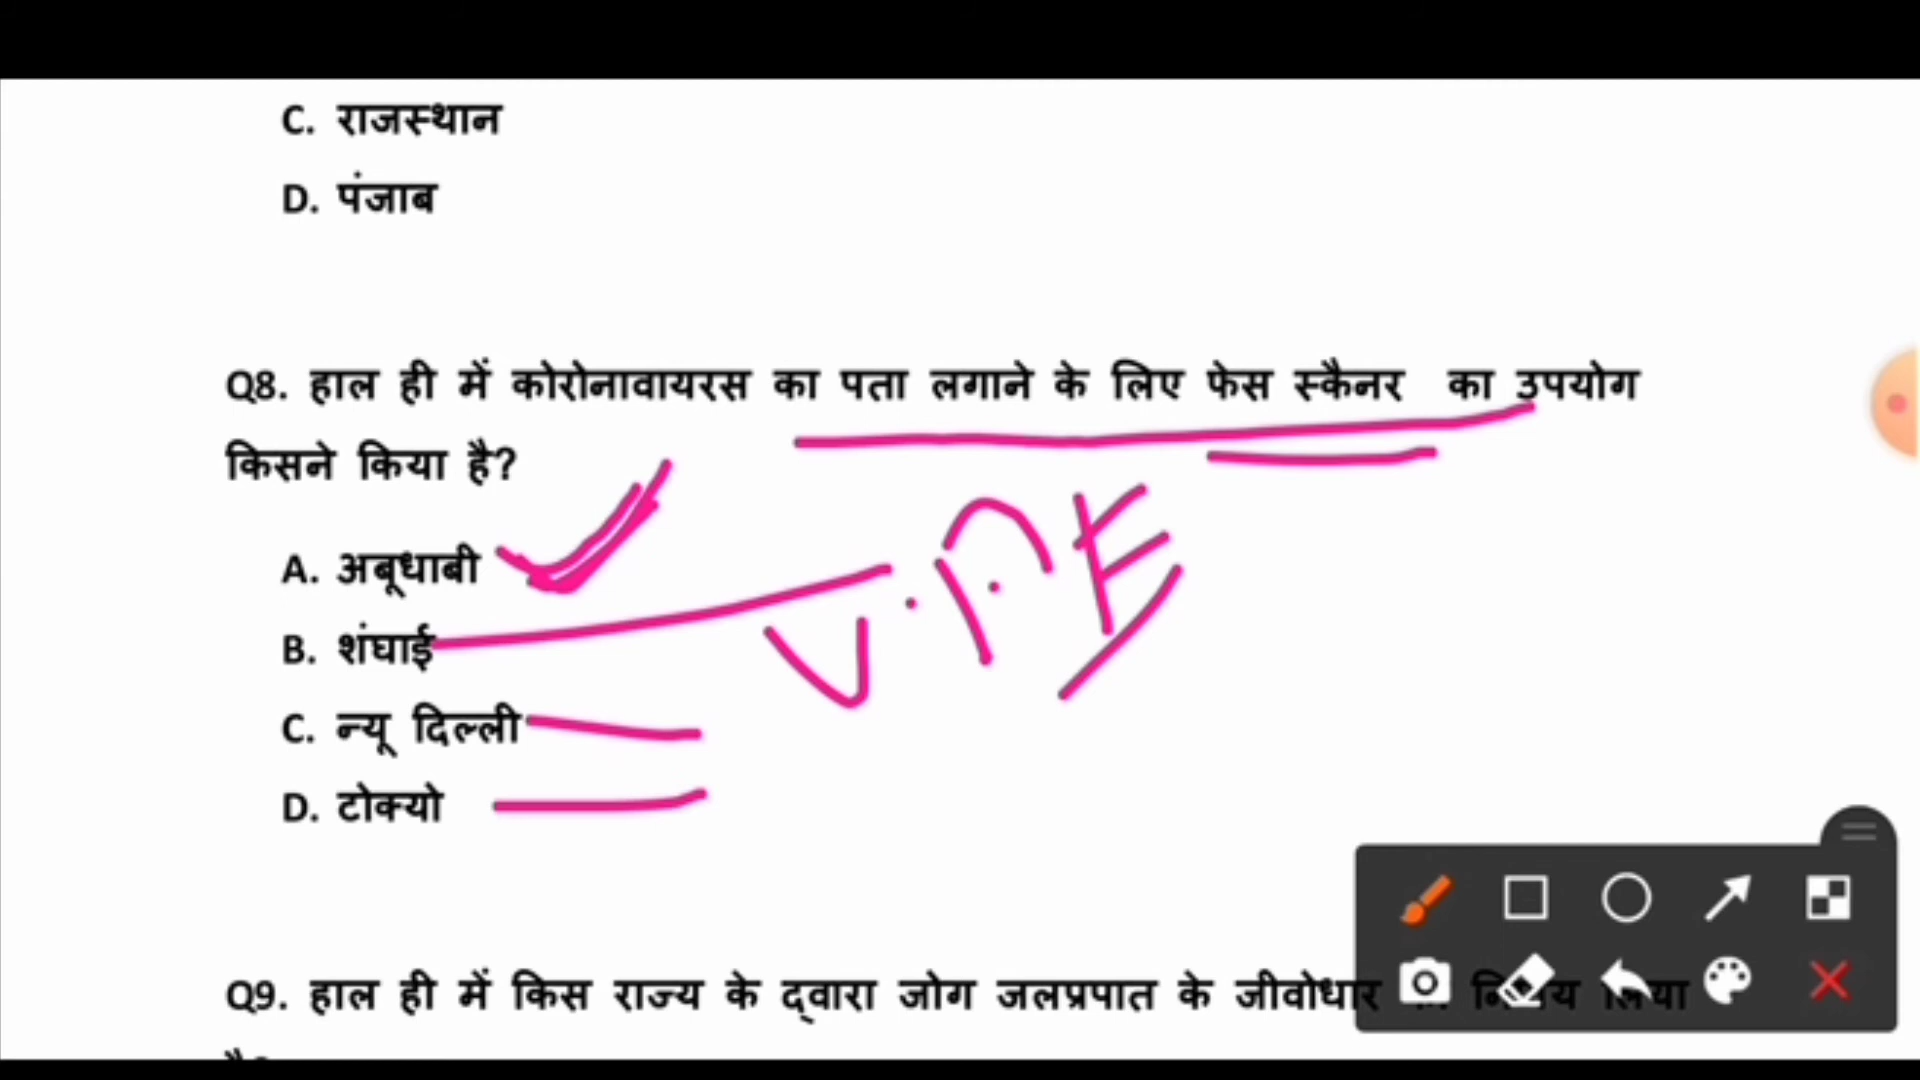 C. राजस्थान
D. पंजाब
Q8. हाल ही में कोरोनावायरस का पता लगाने के लिए फेस स्कैनर का उपयोग
किसने किया है?
A. अबूधाबी
B. शंघाई
U.A.E
C. न्यू दिल्ली
D. टोक्यो
Q9. हाल ही में किस राज्य के द्वारा जोग जलप्रपात के जीवोधार